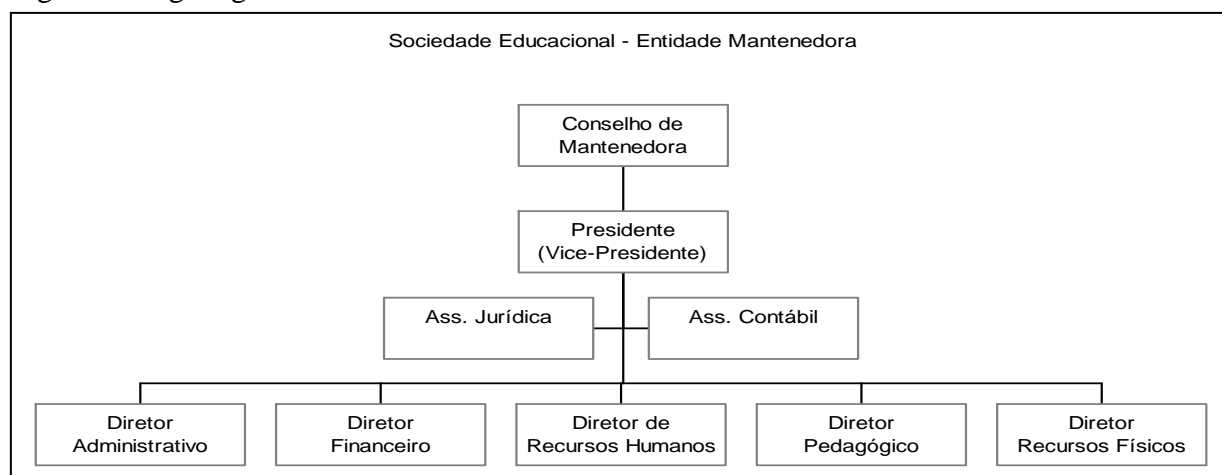 Sociedade Educacional - Entidade Mantenedora
Conselho de
Mantenedora
Presidente
(Vice-Presidente)
Ass. Jurídica
Ass. Contábil
Diretor
Administrativo
Diretor
Financeiro
Diretor de
Recursos Humanos
Diretor
Pedagógico
Diretor
Recursos Físicos